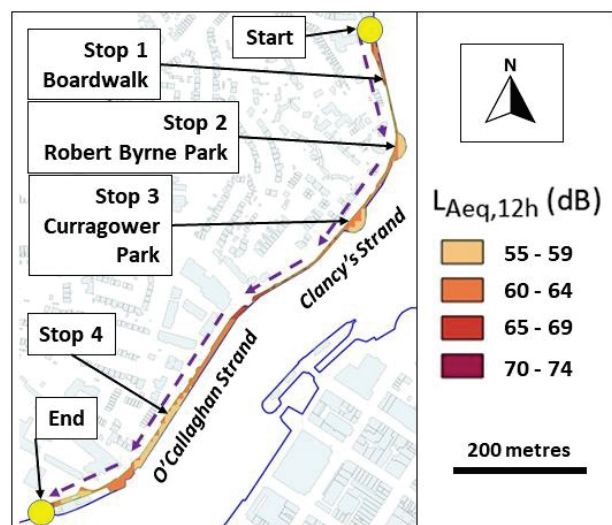 Start
Stop 1
Boardwalk
Stop 2
Robert Byrne Park
Stop 3
Curragower
Park
Clancy's Strand
Stop 4
O'Callaghan Strand
End
N
LAeq,12h (dB)
55 - 59
60 - 64
65 - 69
70 - 74
200 metres